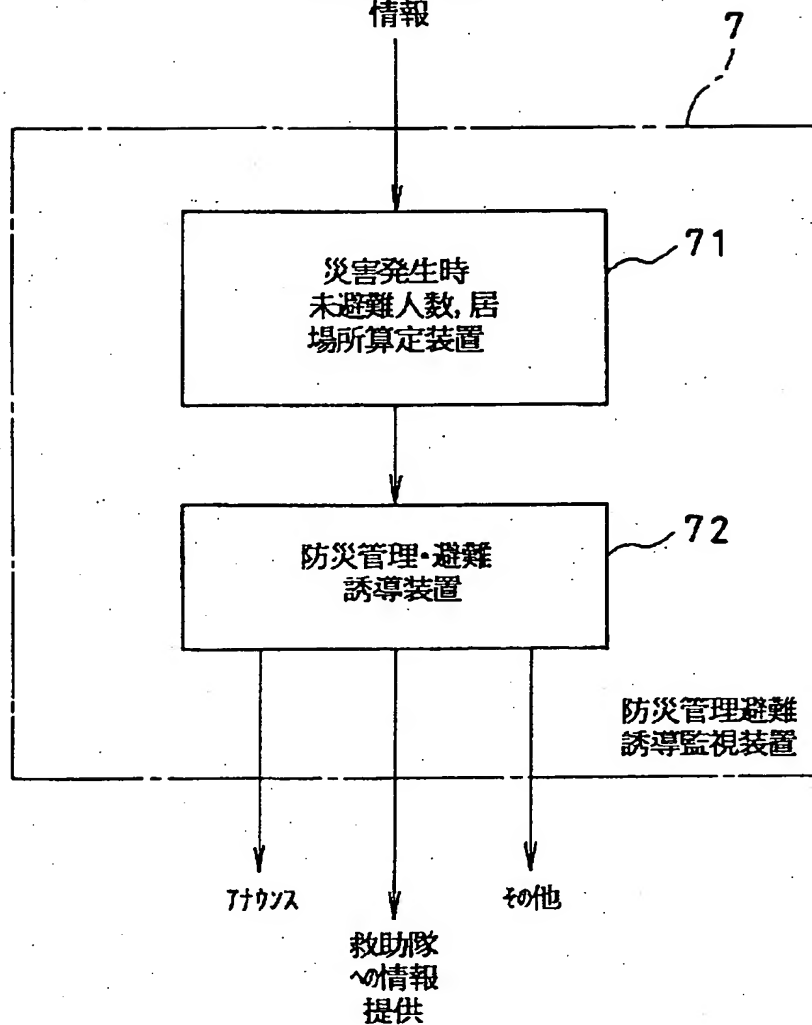 情報
7
災害発生時
未避難人数,居
場所算定装置
71
防災管理・避難
誘導装置
72
防災管理避難
誘導監視装置
アナウンス
その他
救助隊
への情報
提供